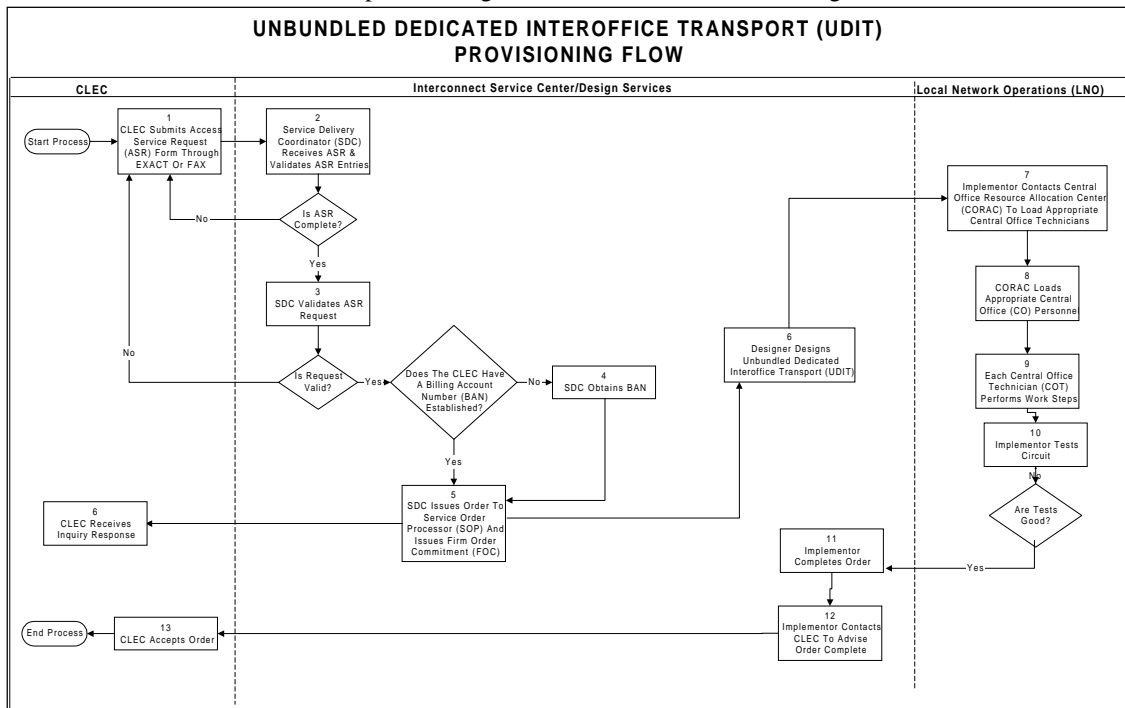 UNBUNDLED DEDICATED INTEROFFICE TRANSPORT (UDIT)
PROVISIONING FLOW
CLEC
Interconnect Service Center/Design Services
Local Network Operations (LNO)
Start Process
1
CLEC Submits Access
Service Request
(ASR) Form Through
EXACT Or FAX
2
Service Delivery
Coordinator (SDC)
Receives ASR &
Validates ASR Entries
Is ASR
Complete?
No
Yes
3
SDC Validates ASR
Request
Is Request
Valid?
No
Yes
Does The CLEC Have
A Billing Account
Number (BAN)
Established?
No
Yes
4
SDC Obtains BAN
5
SDC Issues Order To
Service Order
Processor (SOP) And
Issues Firm Order
Commitment (FOC)
6
CLEC Receives
Inquiry Response
6
Designer Designs
Unbundled Dedicated
Interoffice Transport (UDIT)
7
Implementor Contacts Central
Office Resource Allocation Center
(CORAC) To Load Appropriate
Central Office Technicians
8
CORAC Loads
Appropriate Central
Office (CO) Personnel
9
Each Central Office
Technician (COT)
Performs Work Steps
10
Implementor Tests
Circuit
No
Are Tests
Good?
Yes
11
Implementor
Completes Order
12
Implementor Contacts
CLEC To Advise
Order Complete
13
CLEC Accepts Order
End Process